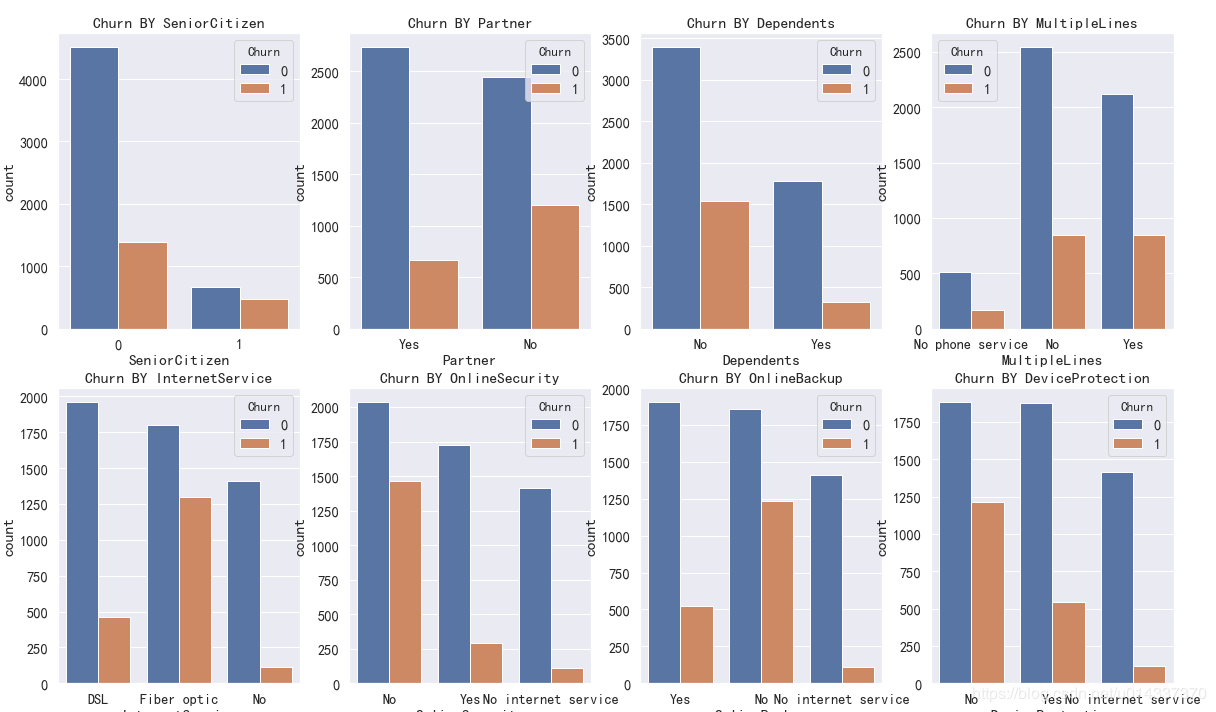 Churn BY SeniorCitizen
Churn
0
1
count
4000
3000
2000
1000
0
0
1
SeniorCitizen
Churn BY Partner
Churn
0
1
count
2500
2000
1500
1000
500
0
Yes
No
Partner
Churn BY Dependents
Churn
0
1
count
3500
3000
2500
2000
1500
1000
500
0
No
Yes
Dependents
Churn BY MultipleLines
Churn
0
1
count
2500
2000
1500
1000
500
0
No phone service
No
Yes
MultipleLines
Churn BY InternetService
Churn
0
1
count
2000
1750
1500
1250
1000
750
500
250
0
DSL
Fiber optic
No
Churn BY OnlineSecurity
Churn
0
1
count
2000
1750
1500
1250
1000
750
500
250
0
No
Yes
No internet service
Churn BY OnlineBackup
Churn
0
1
count
2000
1750
1500
1250
1000
750
500
250
0
Yes
No
No internet service
Churn BY DeviceProtection
Churn
0
1
count
1750
1500
1250
1000
750
500
250
0
No
Yes
No internet service